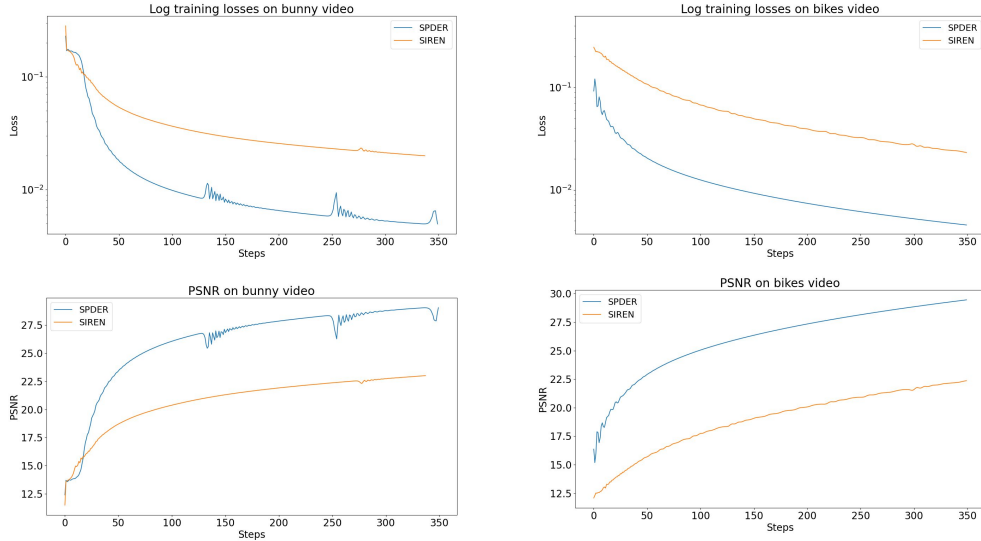 Log training losses on bunny video
SPDER
SIREN
10⁻¹
10⁻²
Loss
0 50 100 150 200 250 300 350
Steps
Log training losses on bikes video
SPDER
SIREN
10⁻¹
10⁻²
Loss
0 50 100 150 200 250 300 350
Steps
PSNR on bunny video
SPDER
SIREN
27.5
25.0
22.5
20.0
17.5
15.0
12.5
PSNR
0 50 100 150 200 250 300 350
Steps
PSNR on bikes video
SPDER
SIREN
30.0
27.5
25.0
22.5
20.0
17.5
15.0
12.5
PSNR
0 50 100 150 200 250 300 350
Steps